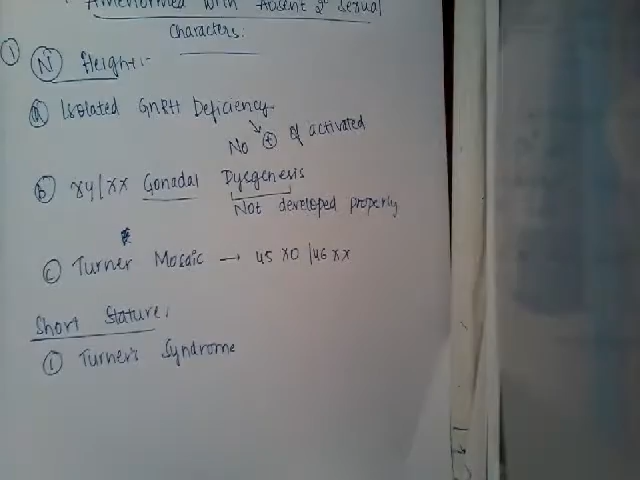 Amenorrhea with Absent 2° Sexual
Characters:
① Ⓝ Height:-
ⓐ Isolated GnRH Deficiency
No ⊕ of activated
ⓑ xy/xx Gonadal Dysgenesis
Not developed properly
ⓒ Turner Mosaic → 45 XO /46 XX
Short Stature:
① Turner's Syndrome